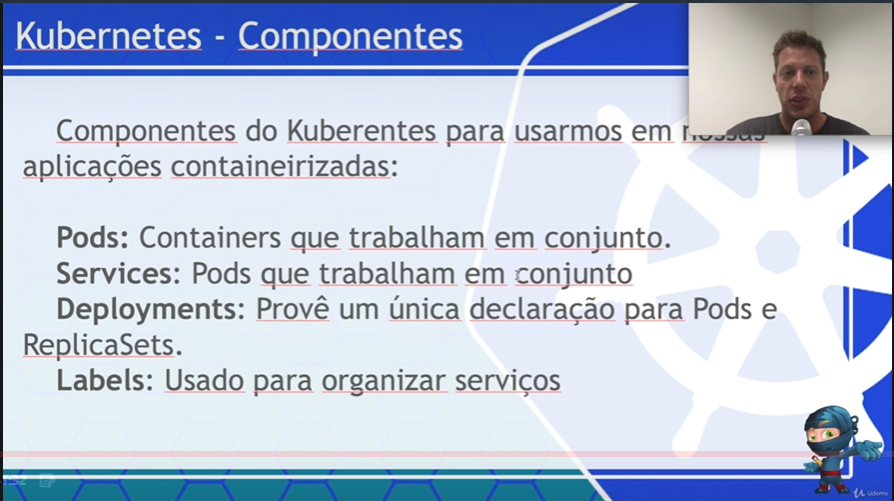 Kubernetes - Componentes
Componentes do Kuberentes para usarmos em nossas
aplicações containeirizadas:
Pods: Containers que trabalham em conjunto.
Services: Pods que trabalham em conjunto
Deployments: Provê um única declaração para Pods e
ReplicaSets.
Labels: Usado para organizar serviços
Udemy